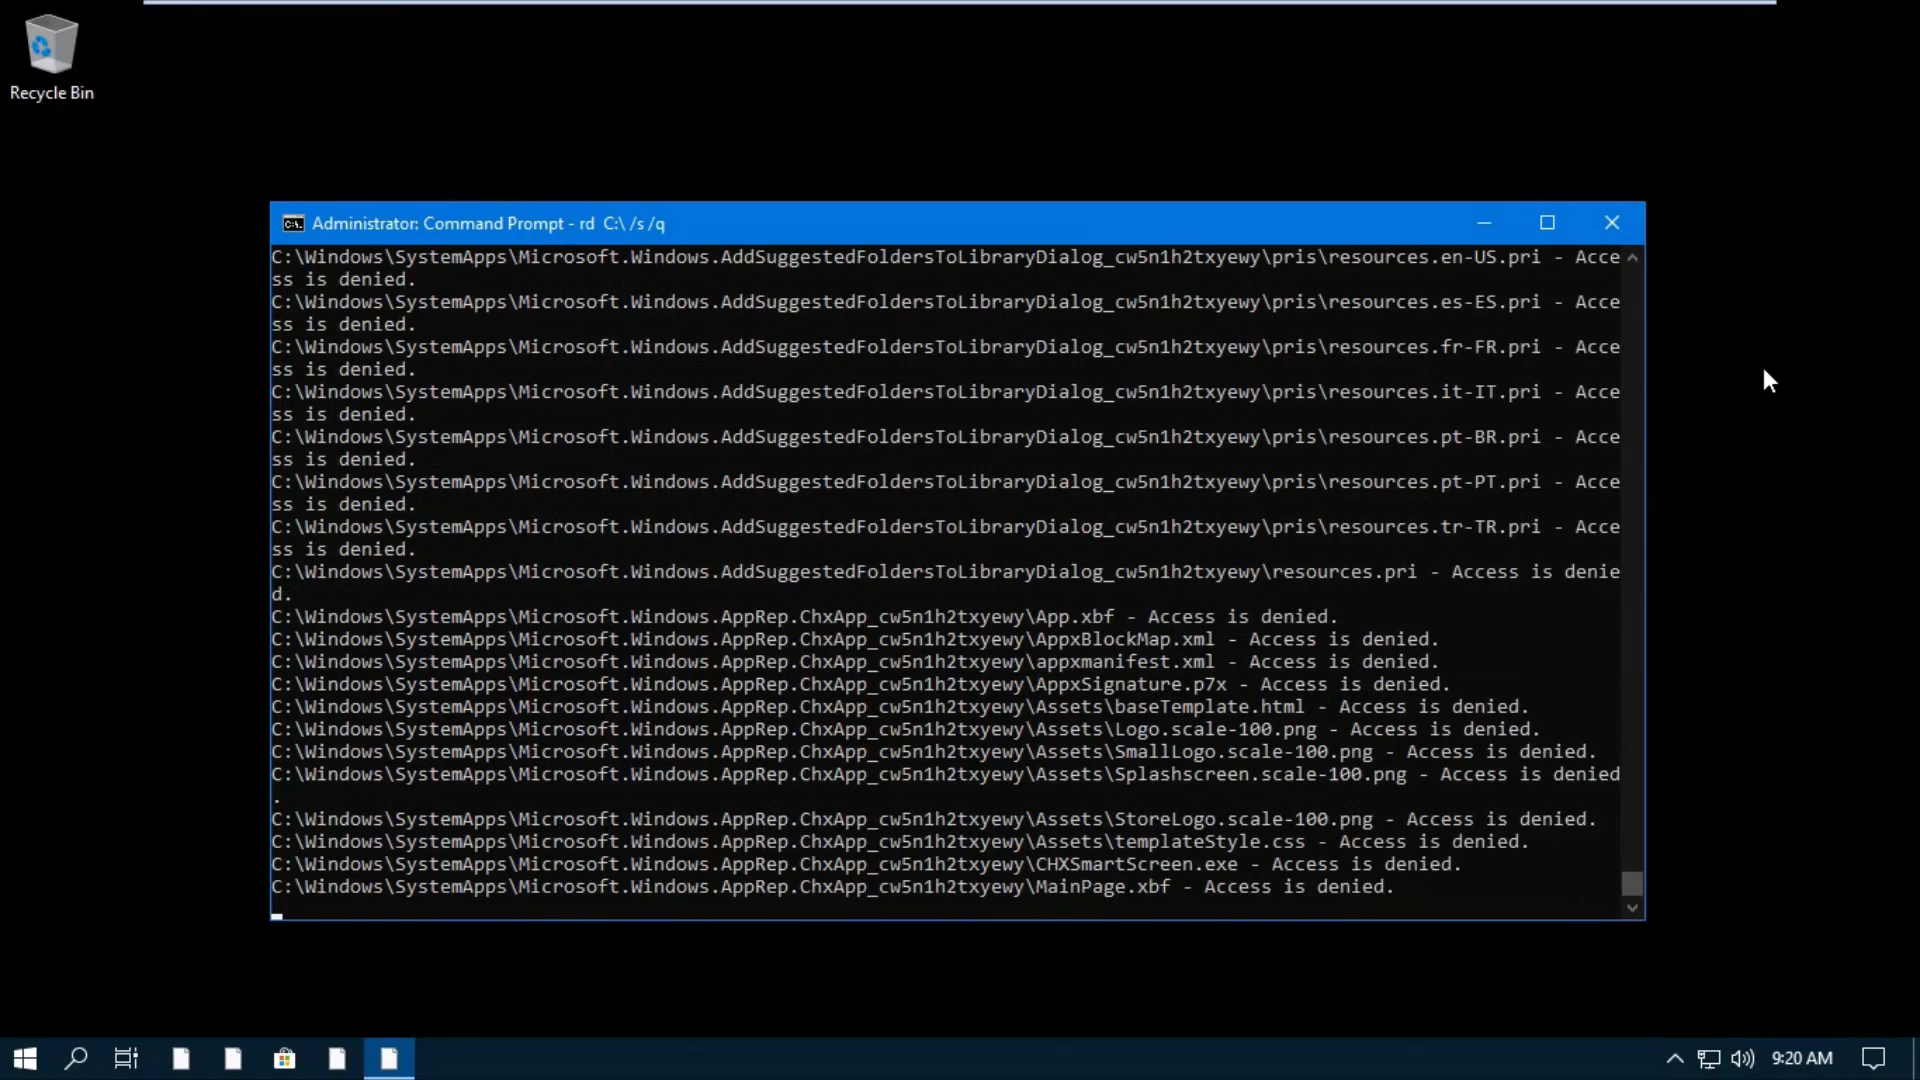 Recycle Bin
Administrator: Command Prompt - rd  C:\ /s /q
C:\Windows\SystemApps\Microsoft.Windows.AddSuggestedFoldersToLibraryDialog_cw5n1h2txyewy\pris\resources.en-US.pri - Acce
ss is denied.
C:\Windows\SystemApps\Microsoft.Windows.AddSuggestedFoldersToLibraryDialog_cw5n1h2txyewy\pris\resources.es-ES.pri - Acce
ss is denied.
C:\Windows\SystemApps\Microsoft.Windows.AddSuggestedFoldersToLibraryDialog_cw5n1h2txyewy\pris\resources.fr-FR.pri - Acce
ss is denied.
C:\Windows\SystemApps\Microsoft.Windows.AddSuggestedFoldersToLibraryDialog_cw5n1h2txyewy\pris\resources.it-IT.pri - Acce
ss is denied.
C:\Windows\SystemApps\Microsoft.Windows.AddSuggestedFoldersToLibraryDialog_cw5n1h2txyewy\pris\resources.pt-BR.pri - Acce
ss is denied.
C:\Windows\SystemApps\Microsoft.Windows.AddSuggestedFoldersToLibraryDialog_cw5n1h2txyewy\pris\resources.pt-PT.pri - Acce
ss is denied.
C:\Windows\SystemApps\Microsoft.Windows.AddSuggestedFoldersToLibraryDialog_cw5n1h2txyewy\pris\resources.tr-TR.pri - Acce
ss is denied.
C:\Windows\SystemApps\Microsoft.Windows.AddSuggestedFoldersToLibraryDialog_cw5n1h2txyewy\resources.pri - Access is denie
d.
C:\Windows\SystemApps\Microsoft.Windows.AppRep.ChxApp_cw5n1h2txyewy\App.xbf - Access is denied.
C:\Windows\SystemApps\Microsoft.Windows.AppRep.ChxApp_cw5n1h2txyewy\AppxBlockMap.xml - Access is denied.
C:\Windows\SystemApps\Microsoft.Windows.AppRep.ChxApp_cw5n1h2txyewy\appxmanifest.xml - Access is denied.
C:\Windows\SystemApps\Microsoft.Windows.AppRep.ChxApp_cw5n1h2txyewy\AppxSignature.p7x - Access is denied.
C:\Windows\SystemApps\Microsoft.Windows.AppRep.ChxApp_cw5n1h2txyewy\Assets\baseTemplate.html - Access is denied.
C:\Windows\SystemApps\Microsoft.Windows.AppRep.ChxApp_cw5n1h2txyewy\Assets\Logo.scale-100.png - Access is denied.
C:\Windows\SystemApps\Microsoft.Windows.AppRep.ChxApp_cw5n1h2txyewy\Assets\SmallLogo.scale-100.png - Access is denied.
C:\Windows\SystemApps\Microsoft.Windows.AppRep.ChxApp_cw5n1h2txyewy\Assets\Splashscreen.scale-100.png - Access is denied
.
C:\Windows\SystemApps\Microsoft.Windows.AppRep.ChxApp_cw5n1h2txyewy\Assets\StoreLogo.scale-100.png - Access is denied.
C:\Windows\SystemApps\Microsoft.Windows.AppRep.ChxApp_cw5n1h2txyewy\Assets\templateStyle.css - Access is denied.
C:\Windows\SystemApps\Microsoft.Windows.AppRep.ChxApp_cw5n1h2txyewy\CHXSmartScreen.exe - Access is denied.
C:\Windows\SystemApps\Microsoft.Windows.AppRep.ChxApp_cw5n1h2txyewy\MainPage.xbf - Access is denied.
9:20 AM